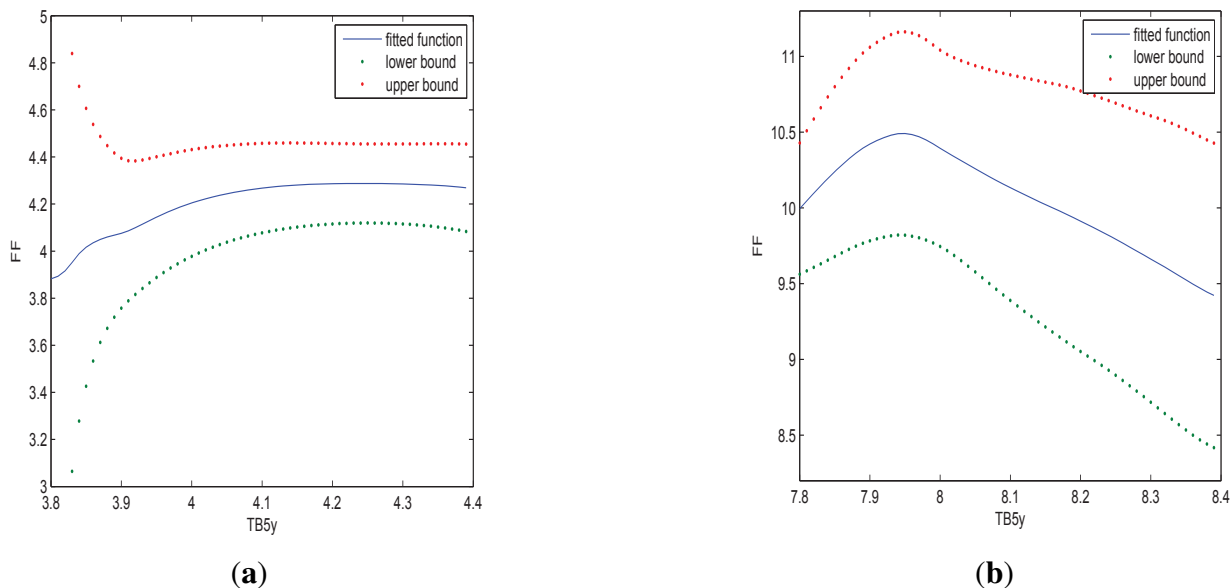 5
4.8
4.6
4.4
4.2
4
3.8
3.6
3.4
3.2
3
FF
3.8
3.9
4
4.1
4.2
4.3
4.4
TB5y
fitted function
lower bound
upper bound
(a)
11
10.5
10
9.5
9
8.5
FF
7.8
7.9
8
8.1
8.2
8.3
8.4
TB5y
fitted function
lower bound
upper bound
(b)